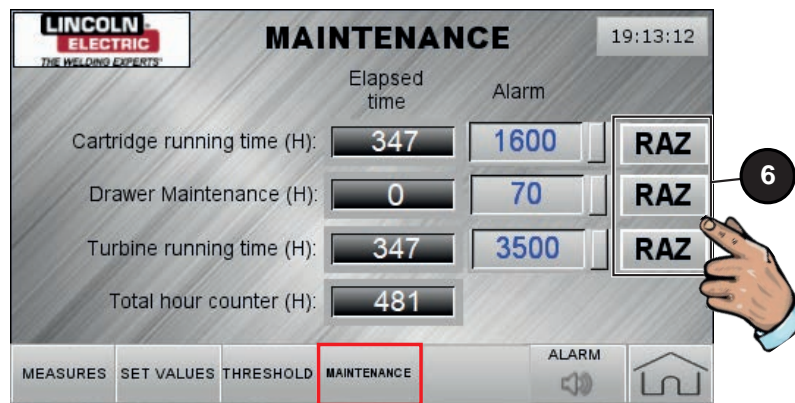 LINCOLN
ELECTRIC
THE WELDING EXPERTS®
MAINTENANCE
19:13:12
Elapsed
time
Alarm
Cartridge running time (H): 347 1600 RAZ
6
Drawer Maintenance (H): 0 70 RAZ
Turbine running time (H): 347 3500 RAZ
Total hour counter (H): 481
MEASURES SET VALUES THRESHOLD MAINTENANCE ALARM